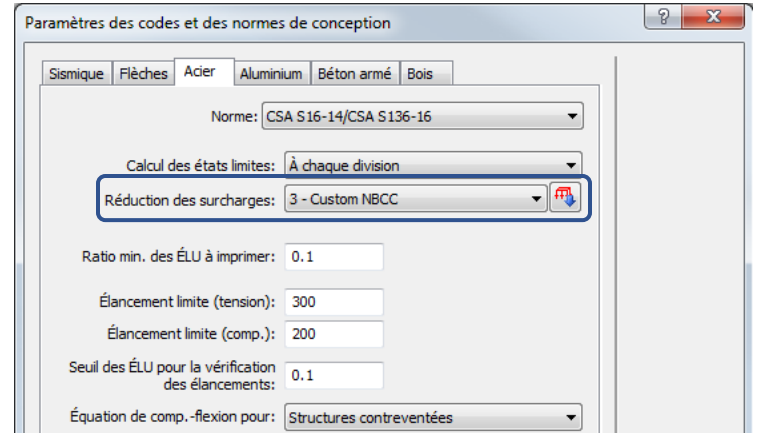 Paramètres des codes et des normes de conception
Sismique Flèches Acier Aluminium Béton armé Bois
Norme: CSA S16-14/CSA S136-16
Calcul des états limites: À chaque division
Réduction des surcharges: 3 - Custom NBCC
Ratio min. des ÉLU à imprimer: 0.1
Élancement limite (tension): 300
Élancement limite (comp.): 200
Seuil des ÉLU pour la vérification
des élancements: 0.1
Équation de comp.-flexion pour: Structures contreventées